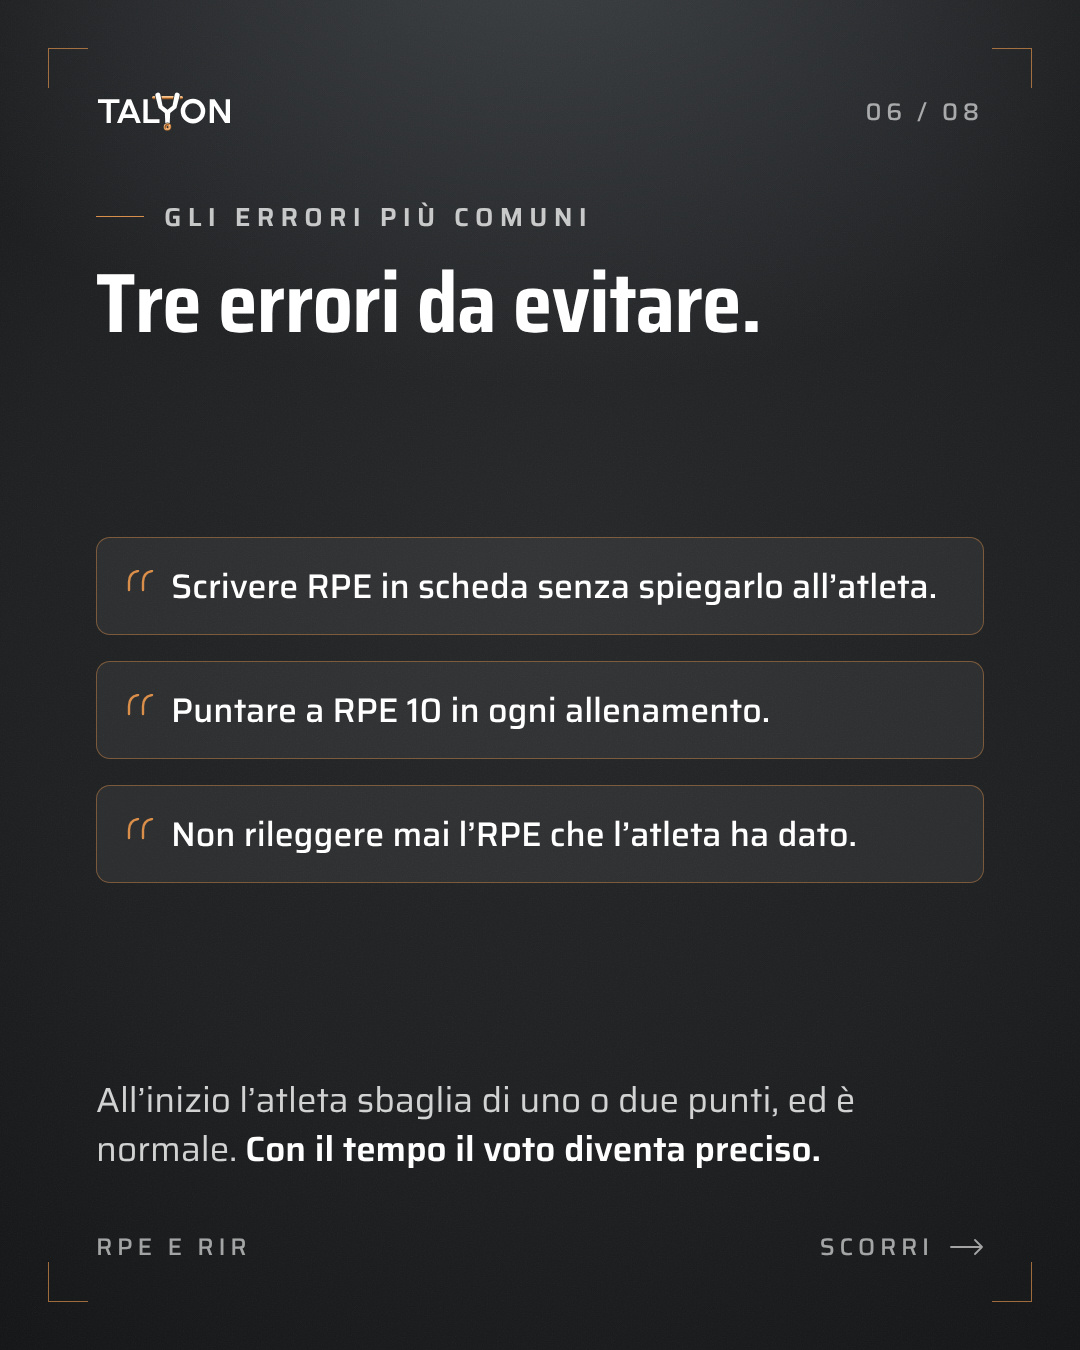 TALYON
06 / 08
GLI ERRORI PIÙ COMUNI
Tre errori da evitare.
Scrivere RPE in scheda senza spiegarlo all’atleta.
Puntare a RPE 10 in ogni allenamento.
Non rileggere mai l’RPE che l’atleta ha dato.
All’inizio l’atleta sbaglia di uno o due punti, ed è
normale. Con il tempo il voto diventa preciso.
RPE E RIR
SCORRI →